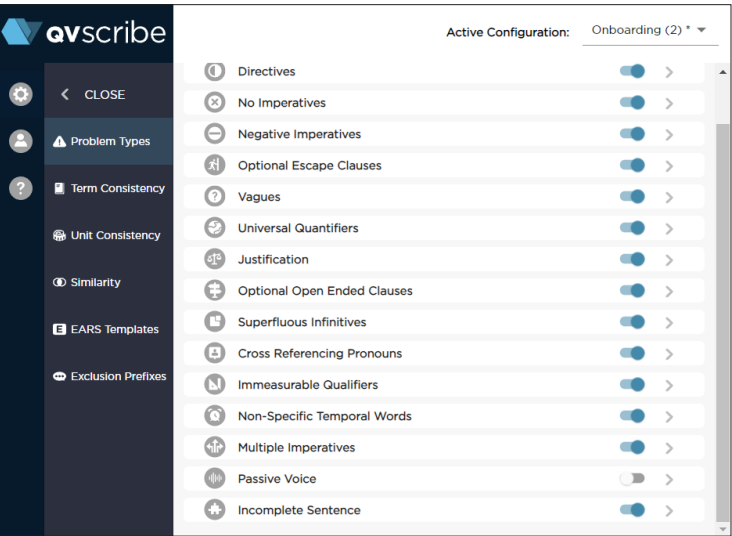 qvscribe
Active Configuration:
Onboarding (2) *
CLOSE
Problem Types
Term Consistency
Unit Consistency
Similarity
E EARS Templates
Exclusion Prefixes
Directives
No Imperatives
Negative Imperatives
Optional Escape Clauses
? Vagues
Universal Quantifiers
Justification
Optional Open Ended Clauses
Superfluous Infinitives
Cross Referencing Pronouns
Immeasurable Qualifiers
Non-Specific Temporal Words
Multiple Imperatives
Passive Voice
Incomplete Sentence